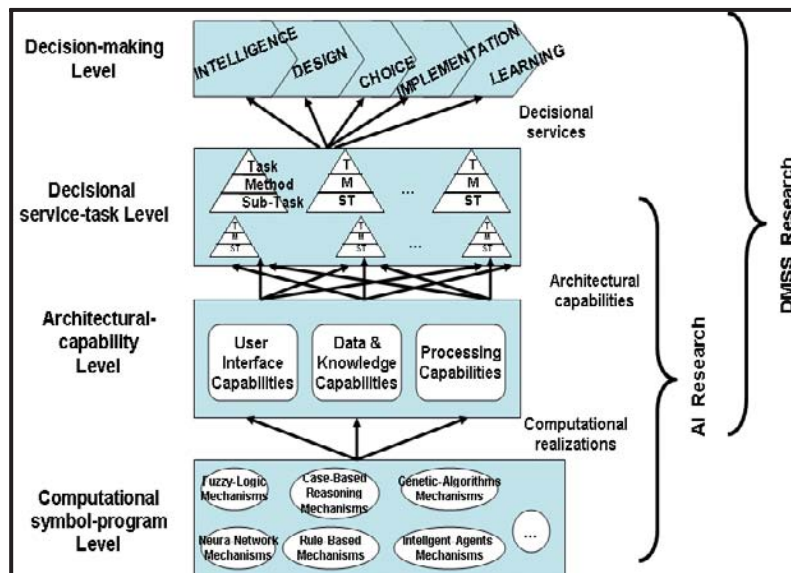 Decision-making
Level
INTELLIGENCE
DESIGN
CHOICE
IMPLEMENTATION
LEARNING
Decisional
services
Decisional
service-task Level
Task
Method
Sub-Task
T
M
ST
...
T
M
ST
T
M
ST
T
M
ST
...
T
M
ST
Architectural
capabilities
Architectural-
capability
Level
User
Interface
Capabilities
Data &
Knowledge
Capabilities
Processing
Capabilities
Computational
realizations
Computational
symbol-program
Level
Fuzzy-Logic
Mechanisms
Case-Based
Reasoning
Mechanisms
Genetic-Algorithms
Mechanisms
Neura Network
Mechanisms
Rule Based
Mechanisms
Intelligent Agents
Mechanisms
...
AI Research
DMSS Research